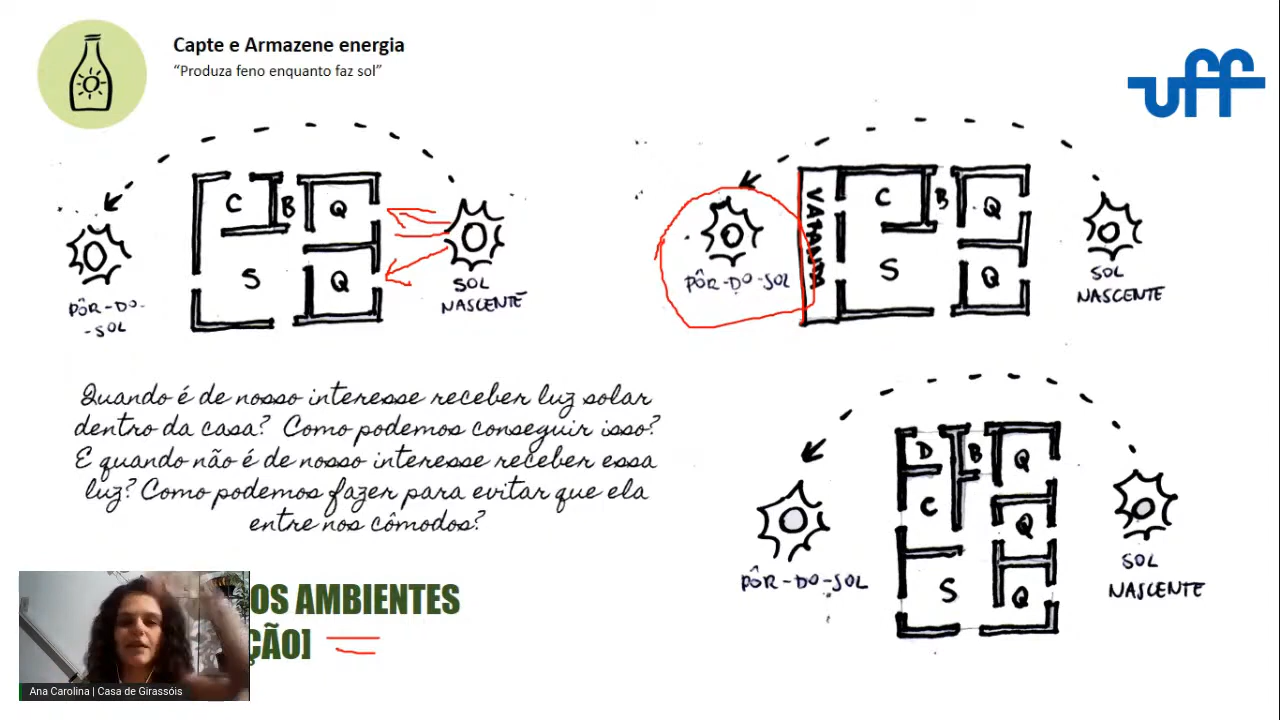 Capte e Armazene energia
“Produza feno enquanto faz sol”
uff
C B Q
S Q
PÔR-DO-
-SOL
SOL
NASCENTE
VARANDA
C B Q
S Q
PÔR-DO-SOL
SOL
NASCENTE
Quando é de nosso interesse receber luz solar
dentro da casa? Como podemos conseguir isso?
E quando não é de nosso interesse receber essa
luz? Como podemos fazer para evitar que ela
entre nos cômodos?
D B Q
C Q
S Q
PÔR-DO-SOL
SOL
NASCENTE
OS AMBIENTES
ÇÃO]
Ana Carolina | Casa de Girassóis